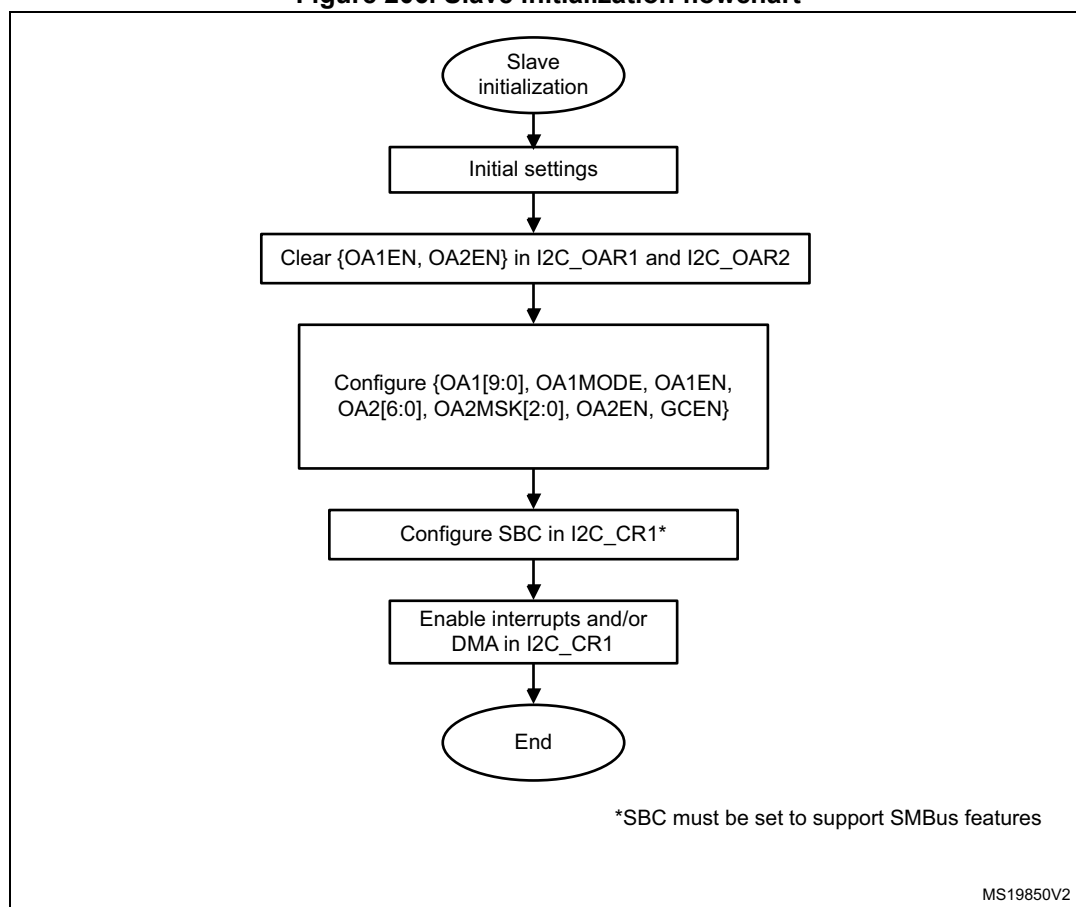 Slave
initialization
Initial settings
Clear {OA1EN, OA2EN} in I2C_OAR1 and I2C_OAR2
Configure {OA1[9:0], OA1MODE, OA1EN,
OA2[6:0], OA2MSK[2:0], OA2EN, GCEN}
Configure SBC in I2C_CR1*
Enable interrupts and/or
DMA in I2C_CR1
End
*SBC must be set to support SMBus features
MS19850V2